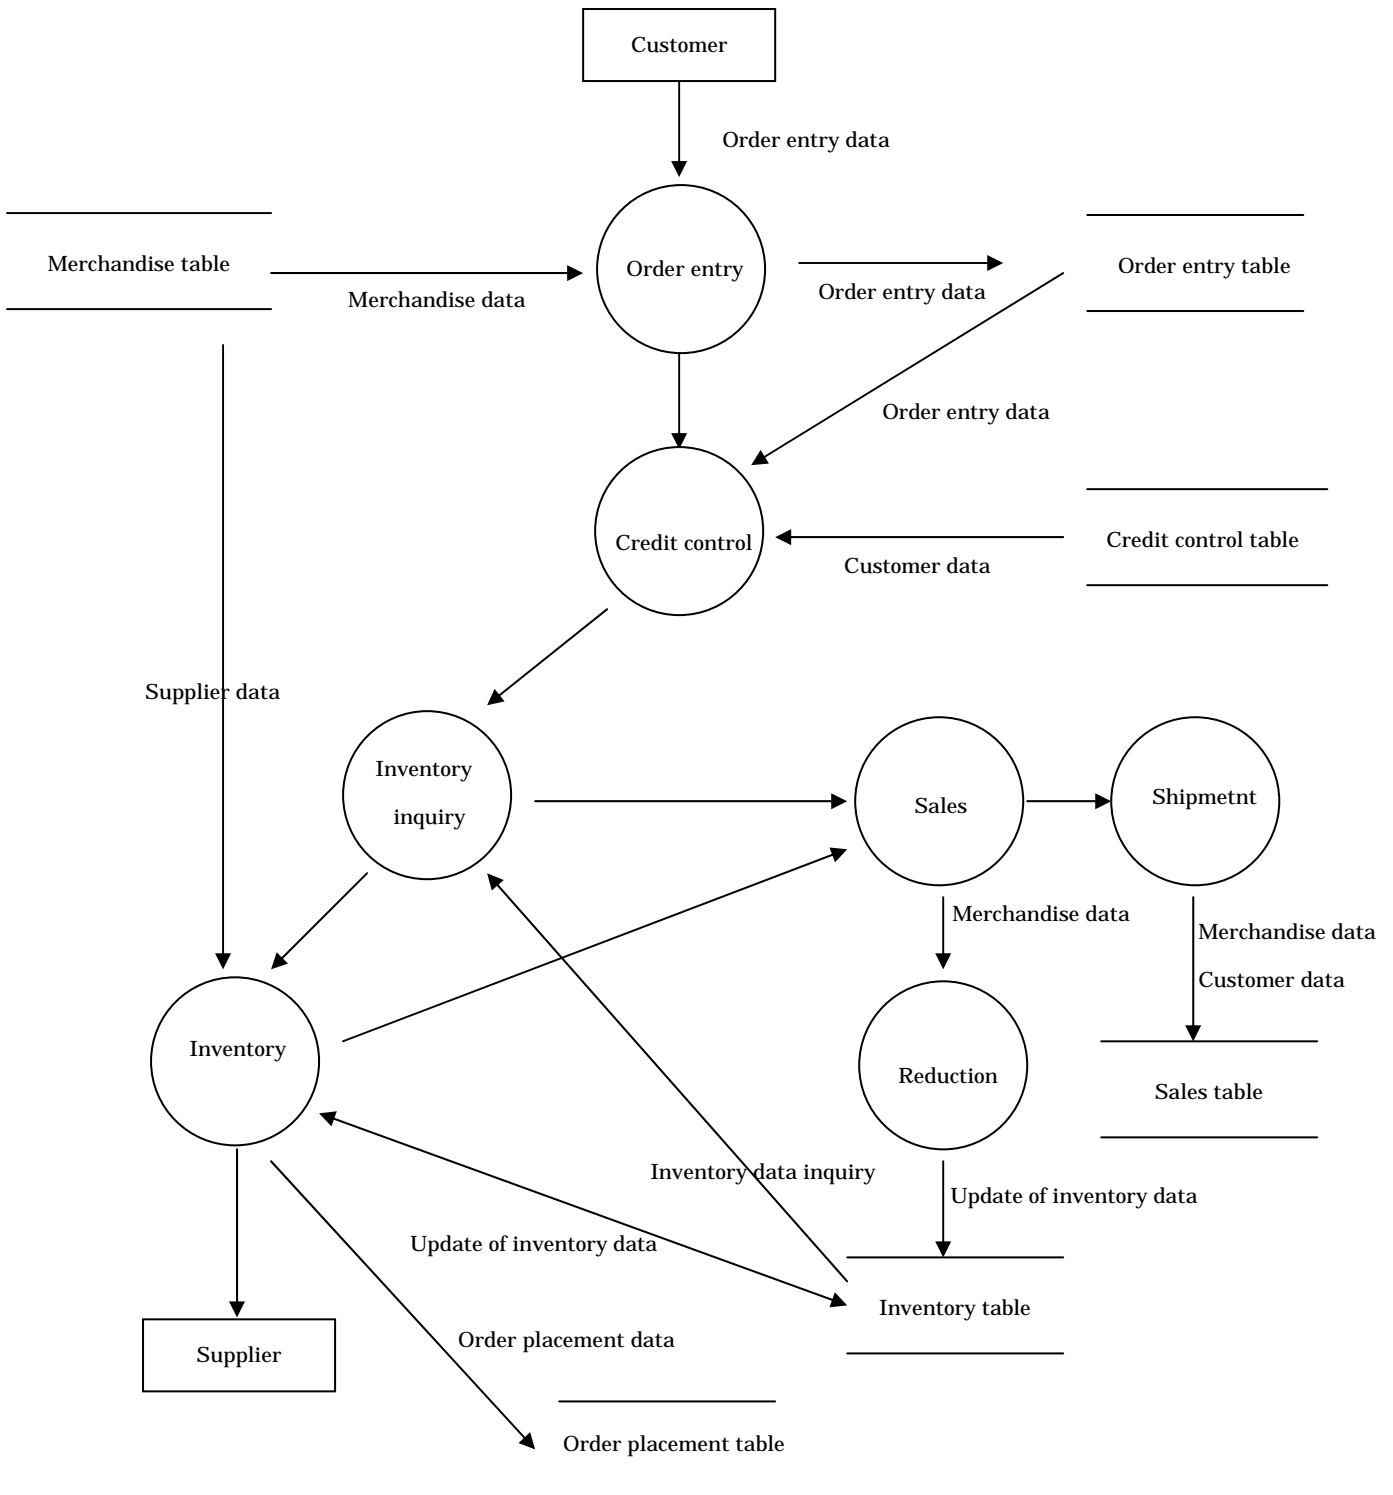 Customer
Order entry data
Merchandise table
Order entry
Order entry table
Merchandise data
Order entry data
Order entry data
Credit control
Credit control table
Customer data
Supplier data
Inventory
inquiry
Sales
Shipmetnt
Merchandise data
Merchandise data
Customer data
Inventory
Reduction
Sales table
Inventory data inquiry
Update of inventory data
Update of inventory data
Inventory table
Order placement data
Supplier
Order placement table